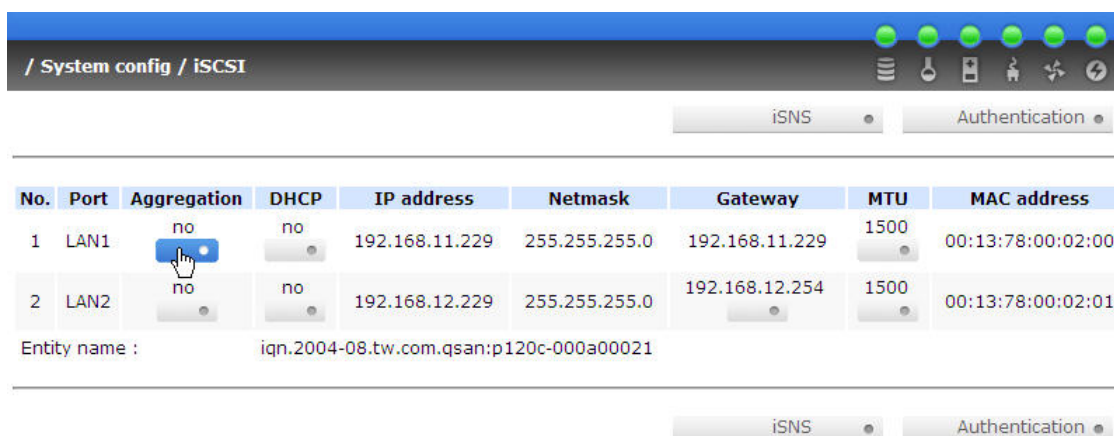 / System config / iSCSI
iSNS Authentication
No. Port Aggregation DHCP IP address Netmask Gateway MTU MAC address
1 LAN1 no no 192.168.11.229 255.255.255.0 192.168.11.229 1500 00:13:78:00:02:00
2 LAN2 no no 192.168.12.229 255.255.255.0 192.168.12.254 1500 00:13:78:00:02:01
Entity name : iqn.2004-08.tw.com.qsan:p120c-000a00021
iSNS Authentication